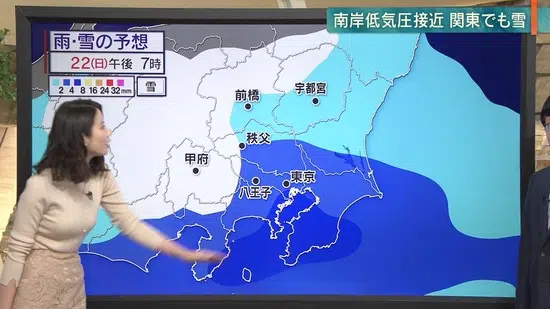 南岸低気圧接近 関東でも雪
雨・雪の予想
22(日)午後 7時
2 4 8 16 24 32mm
雪
宇都宮
前橋
秩父
甲府
東京
八王子